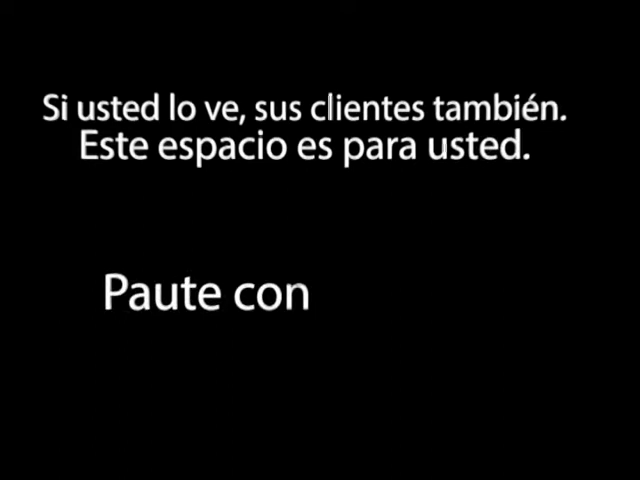 Si usted lo ve, sus clientes también.
Este espacio es para usted.
Paute con